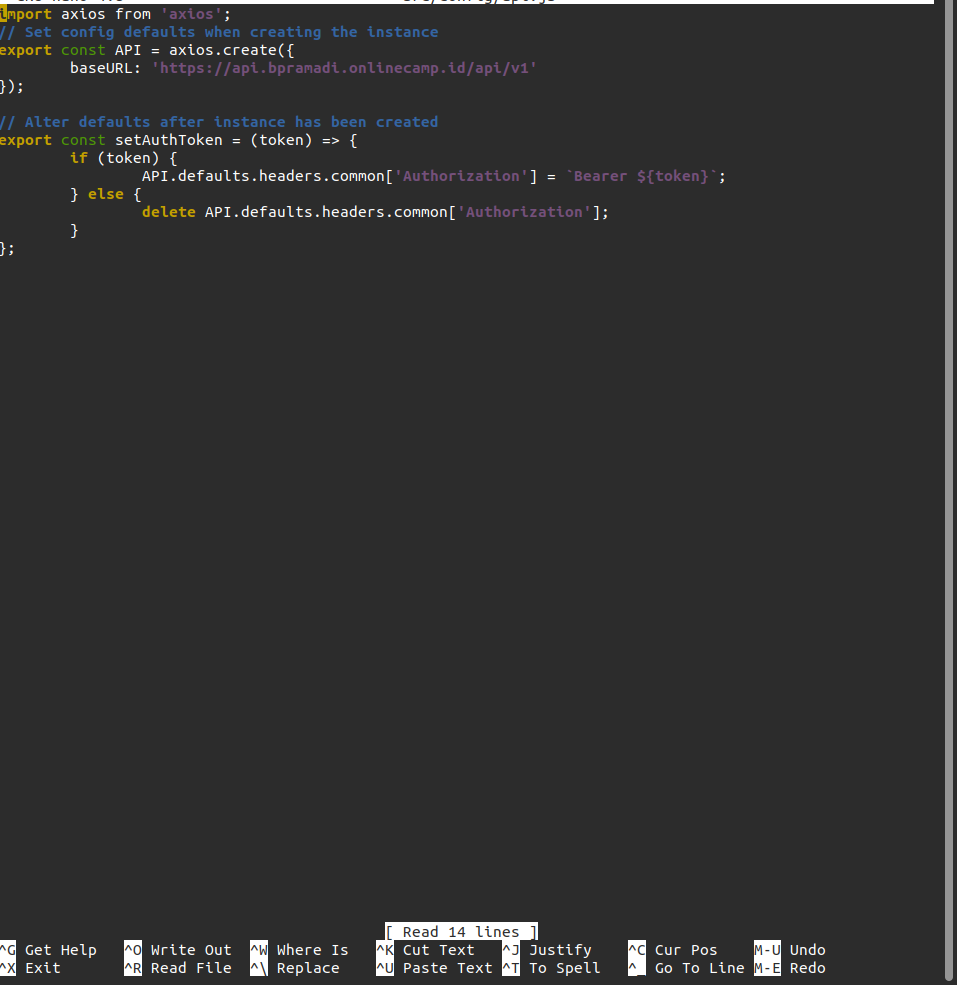 import axios from 'axios';
// Set config defaults when creating the instance
export const API = axios.create({
        baseURL: 'https://api.bpramadi.onlinecamp.id/api/v1'
});

// Alter defaults after instance has been created
export const setAuthToken = (token) => {
        if (token) {
                API.defaults.headers.common['Authorization'] = `Bearer ${token}`;
        } else {
                delete API.defaults.headers.common['Authorization'];
        }
};
[ Read 14 lines ]
^G Get Help   ^O Write Out  ^W Where Is   ^K Cut Text   ^J Justify    ^C Cur Pos    M-U Undo
^X Exit       ^R Read File  ^\ Replace    ^U Paste Text ^T To Spell   ^_ Go To Line M-E Redo